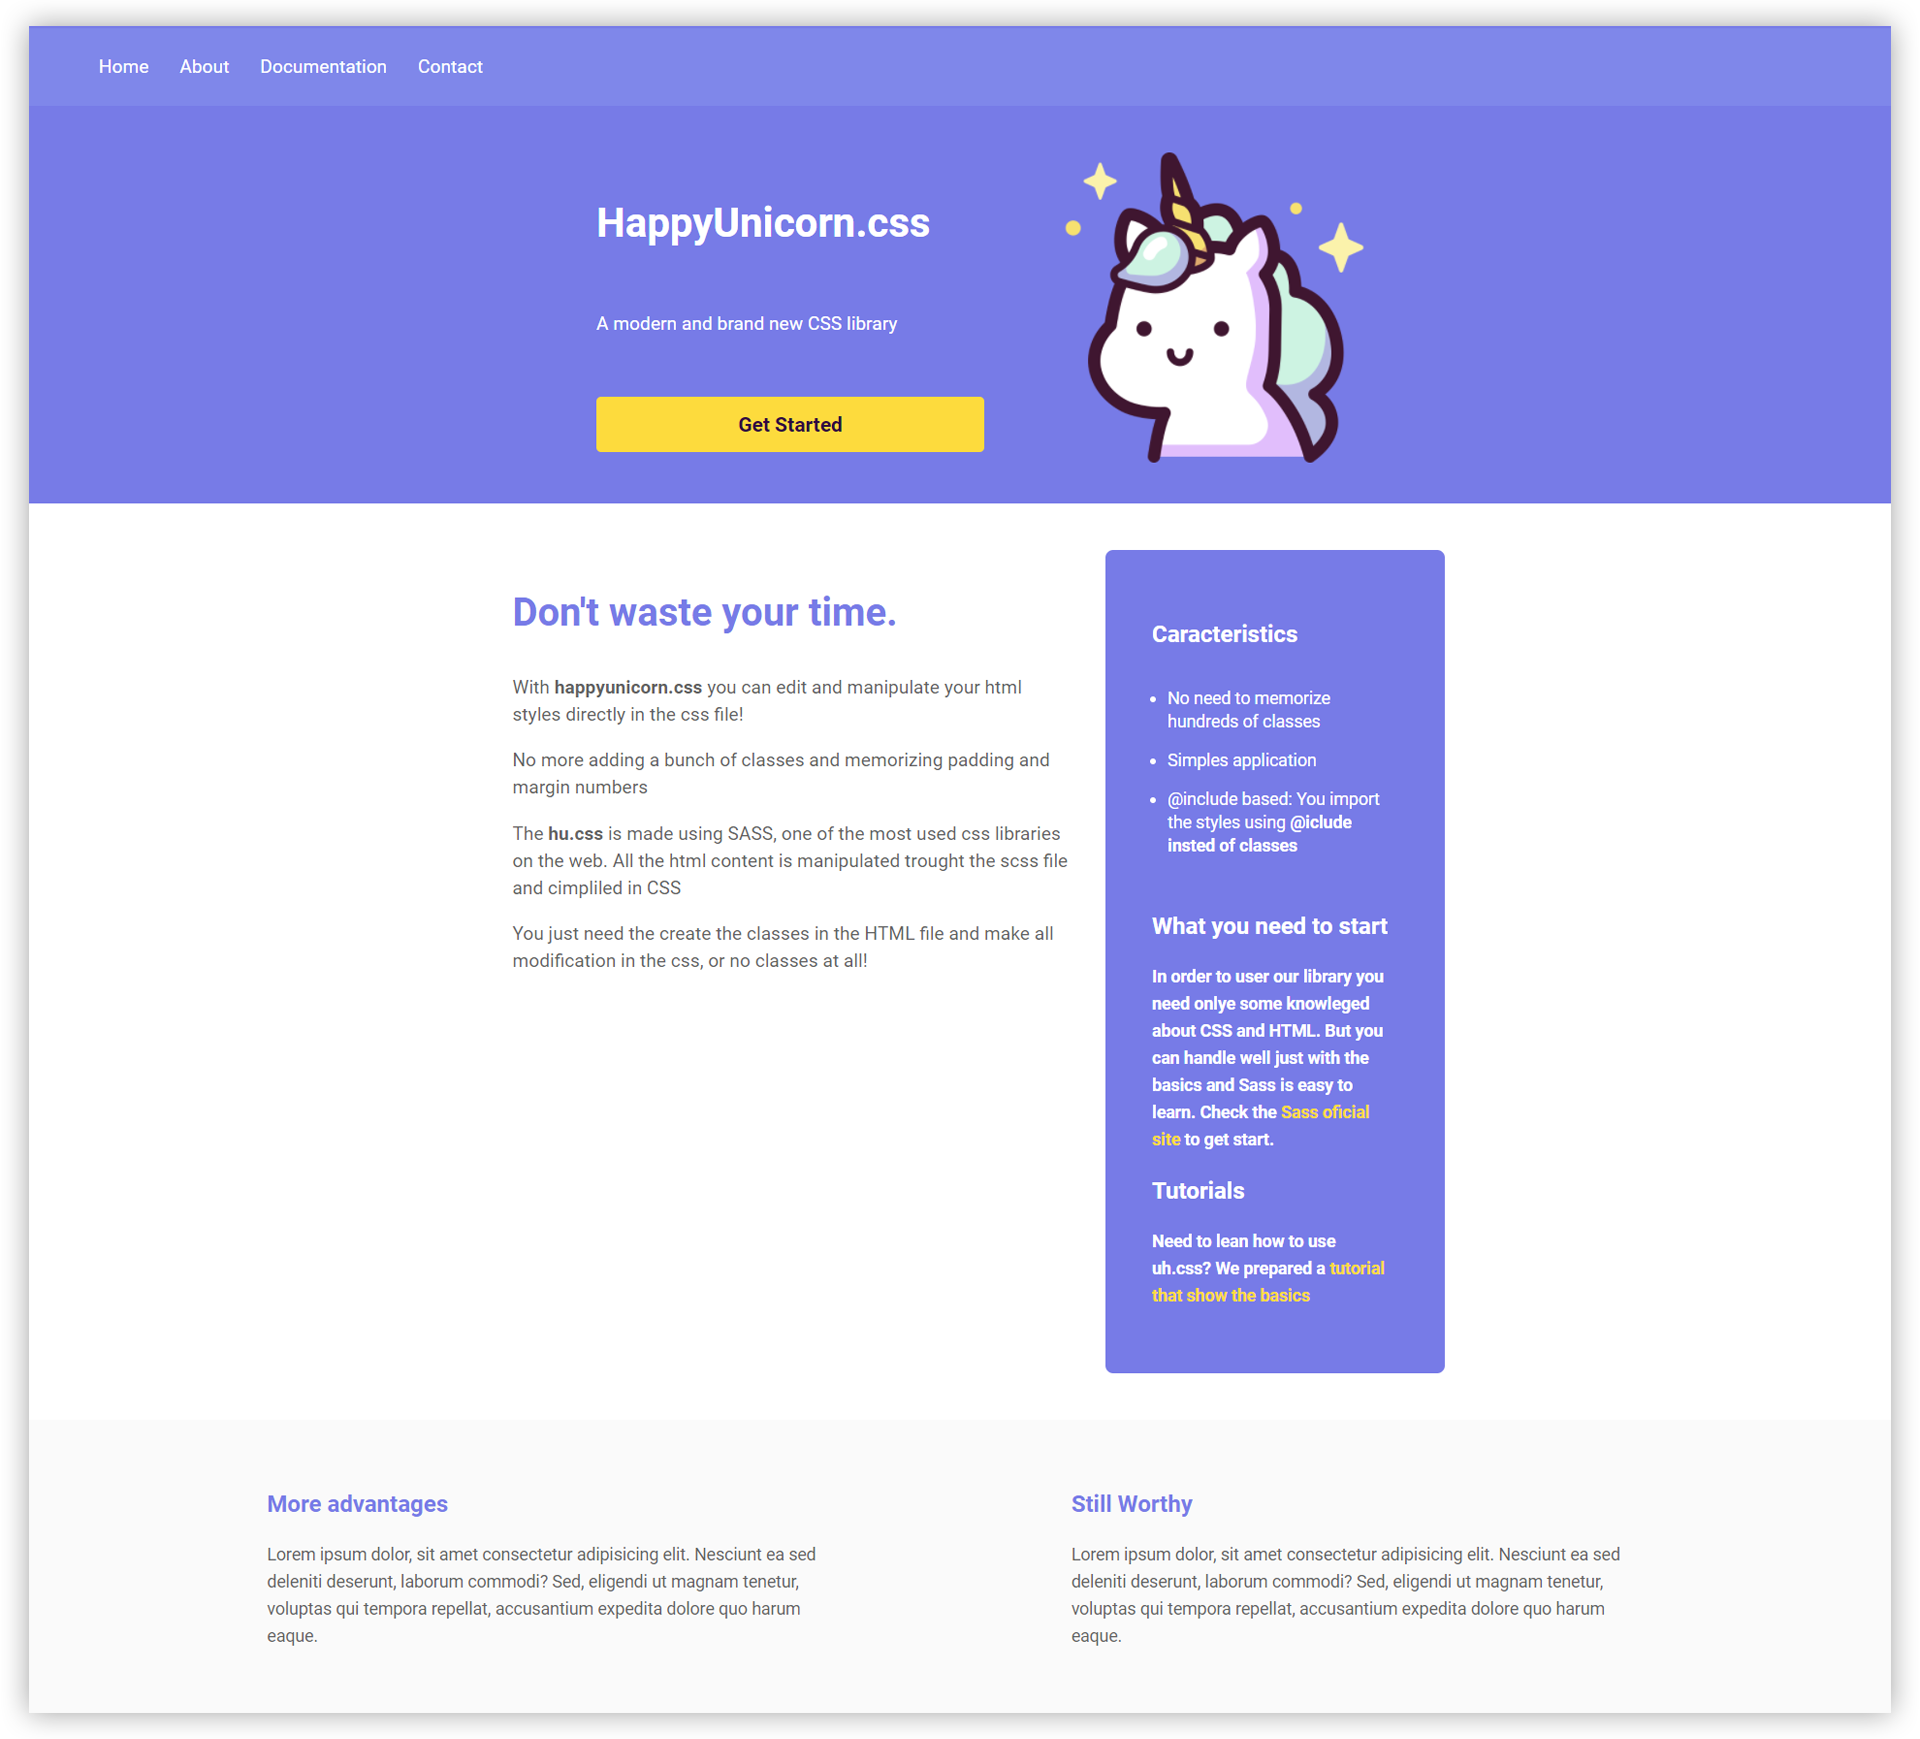 Home About Documentation Contact
HappyUnicorn.css
A modern and brand new CSS library
Get Started
Don't waste your time.
With happyunicorn.css you can edit and manipulate your html
styles directly in the css file!
No more adding a bunch of classes and memorizing padding and
margin numbers
The hu.css is made using SASS, one of the most used css libraries
on the web. All the html content is manipulated trought the scss file
and cimpliled in CSS
You just need the create the classes in the HTML file and make all
modification in the css, or no classes at all!
Caracteristics
• No need to memorize
hundreds of classes
• Simples application
• @include based: You import
the styles using @iclude
insted of classes
What you need to start
In order to user our library you
need onlye some knowleged
about CSS and HTML. But you
can handle well just with the
basics and Sass is easy to
learn. Check the Sass oficial
site to get start.
Tutorials
Need to lean how to use
uh.css? We prepared a tutorial
that show the basics
More advantages
Lorem ipsum dolor, sit amet consectetur adipisicing elit. Nesciunt ea sed
deleniti deserunt, laborum commodi? Sed, eligendi ut magnam tenetur,
voluptas qui tempora repellat, accusantium expedita dolore quo harum
eaque.
Still Worthy
Lorem ipsum dolor, sit amet consectetur adipisicing elit. Nesciunt ea sed
deleniti deserunt, laborum commodi? Sed, eligendi ut magnam tenetur,
voluptas qui tempora repellat, accusantium expedita dolore quo harum
eaque.